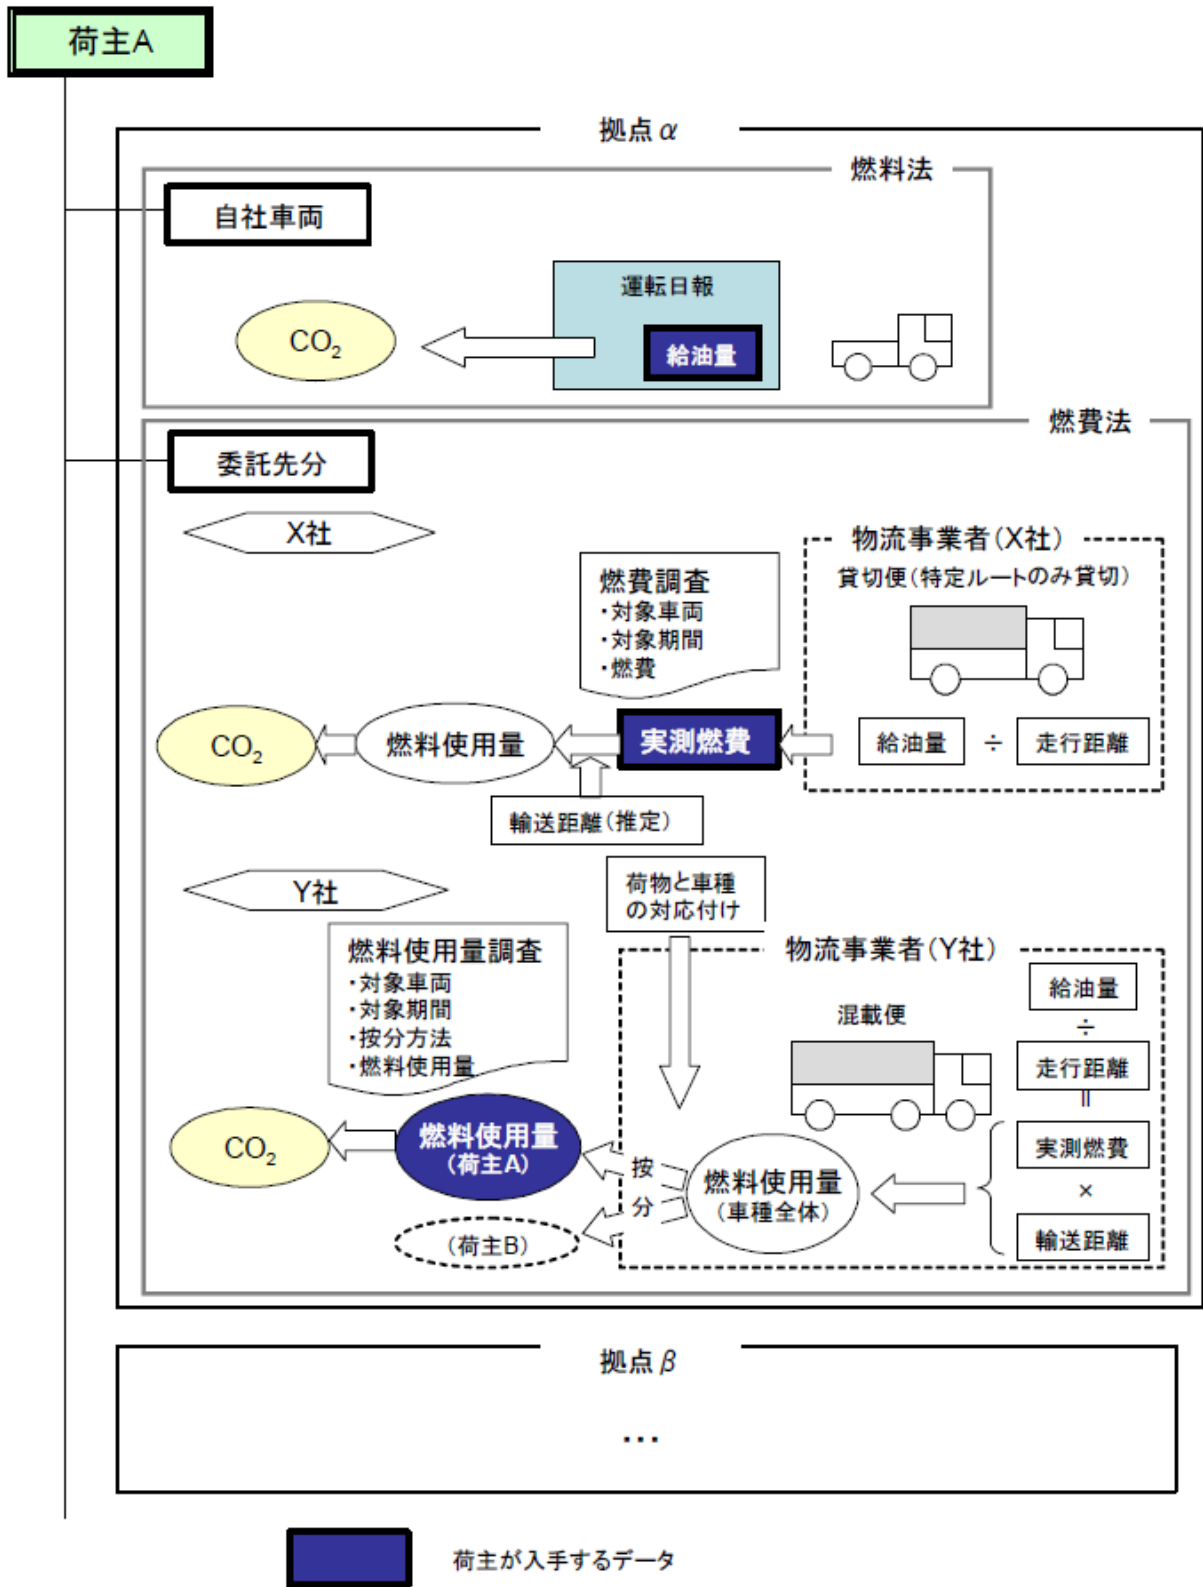 荷主A
拠点α
燃料法
自社車両
運転日報
給油量
CO2
燃費法
委託先分
X社
物流事業者(X社)
貸切便(特定ルートのみ貸切)
燃費調査
・対象車両
・対象期間
・燃費
CO2
燃料使用量
実測燃費
給油量
÷
走行距離
輸送距離(推定)
Y社
荷物と車種
の対応付け
燃料使用量調査
・対象車両
・対象期間
・按分方法
・燃料使用量
物流事業者(Y社)
混載便
給油量
÷
走行距離
=
実測燃費
×
輸送距離
CO2
燃料使用量
(荷主A)
按
分
燃料使用量
(車種全体)
(荷主B)
拠点β
…
荷主が入手するデータ